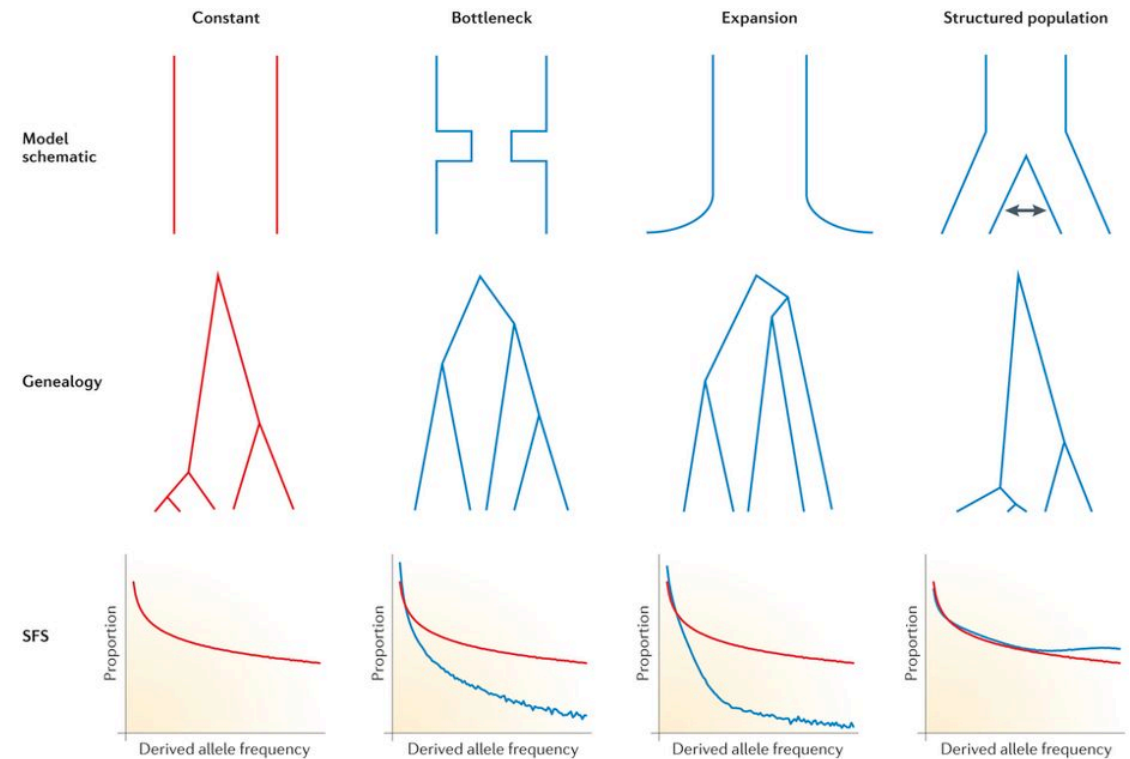 Constant
Bottleneck
Expansion
Structured population
Model
schematic
Genealogy
SFS
Proportion
Derived allele frequency
Proportion
Derived allele frequency
Proportion
Derived allele frequency
Proportion
Derived allele frequency